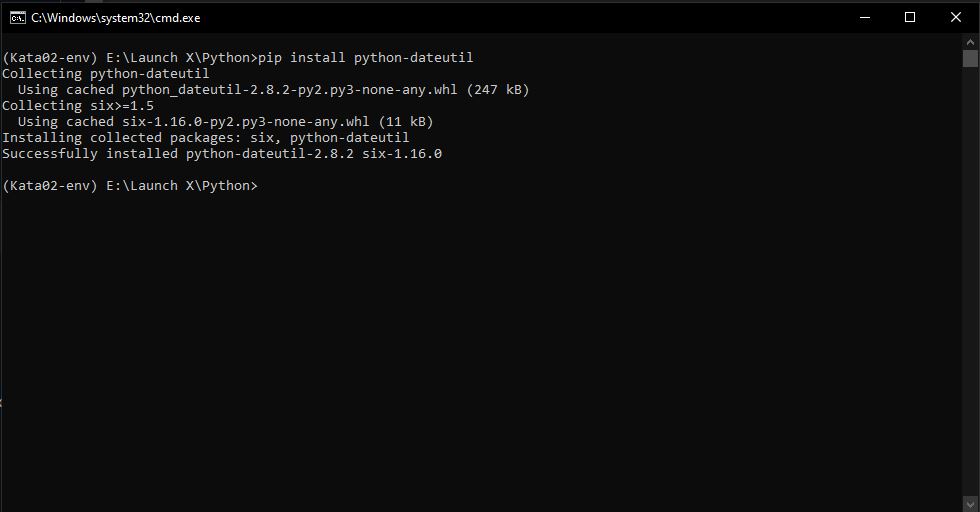 C:\Windows\system32\cmd.exe
(Kata02-env) E:\Launch X\Python>pip install python-dateutil
Collecting python-dateutil
  Using cached python_dateutil-2.8.2-py2.py3-none-any.whl (247 kB)
Collecting six>=1.5
  Using cached six-1.16.0-py2.py3-none-any.whl (11 kB)
Installing collected packages: six, python-dateutil
Successfully installed python-dateutil-2.8.2 six-1.16.0
(Kata02-env) E:\Launch X\Python>